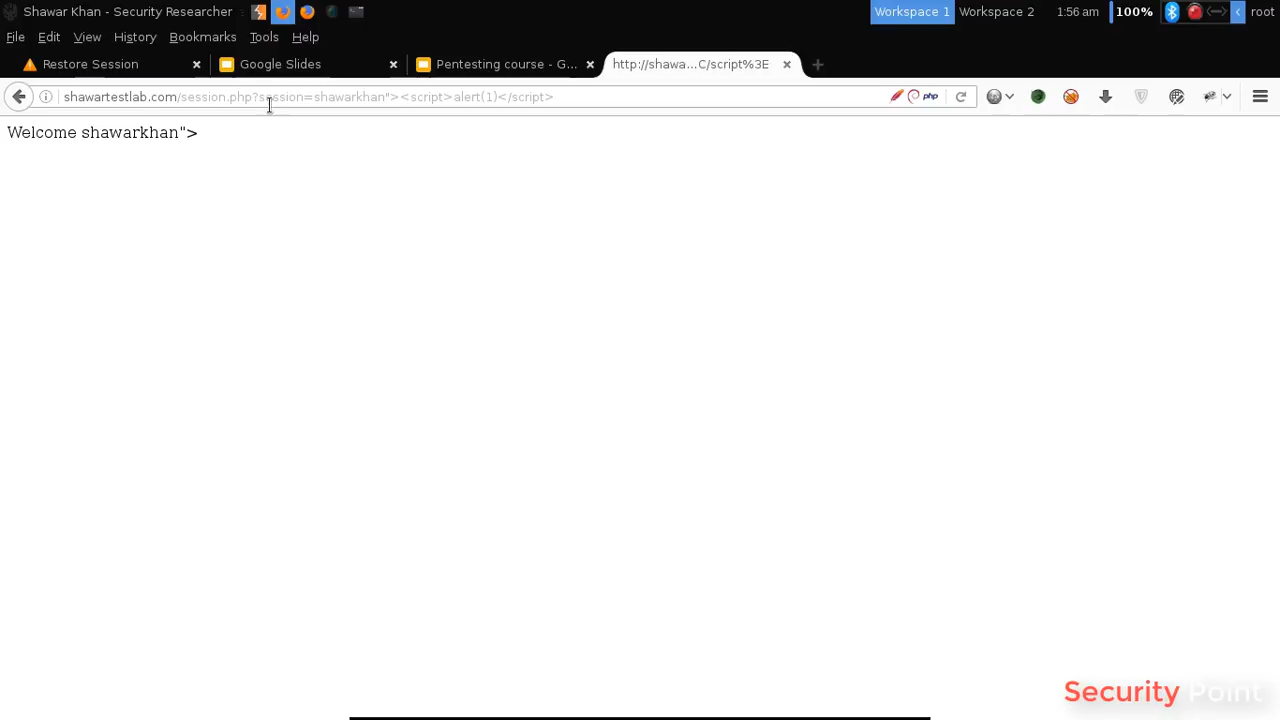 Shawar Khan - Security Researcher Workspace 1 Workspace 2 1:56 am 100% root
File Edit View History Bookmarks Tools Help
Restore Session Google Slides Pentesting course - G... http://shawa...C/script%3E
shawartestlab.com/session.php?session=shawarkhan"><script>alert(1)</script> php
Welcome shawarkhan">
Security Point